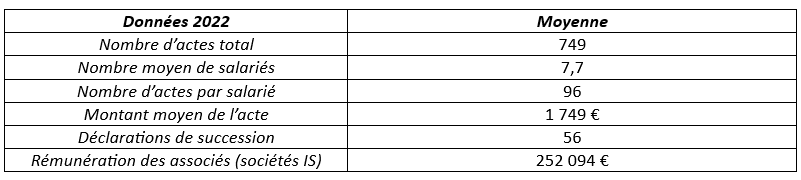 Données 2022 Moyenne
Nombre d’actes total 749
Nombre moyen de salariés 7,7
Nombre d’actes par salarié 96
Montant moyen de l’acte 1 749 €
Déclarations de succession 56
Rémunération des associés (sociétés IS) 252 094 €